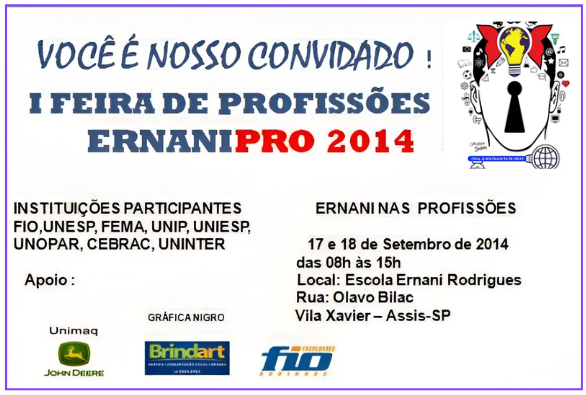 VOCÊ É NOSSO CONVIDADO !
I FEIRA DE PROFISSÕES
ERNANIPRO 2014
INSTITUIÇÕES PARTICIPANTES
FIO,UNESP, FEMA, UNIP, UNIESP,
UNOPAR, CEBRAC, UNINTER
Apoio :
ERNANI NAS PROFISSÕES
17 e 18 de Setembro de 2014
das 08h às 15h
Local: Escola Ernani Rodrigues
Rua: Olavo Bilac
Vila Xavier – Assis-SP
Unimaq
JOHN DEERE
GRÁFICA NIGRO
Brindart
fio